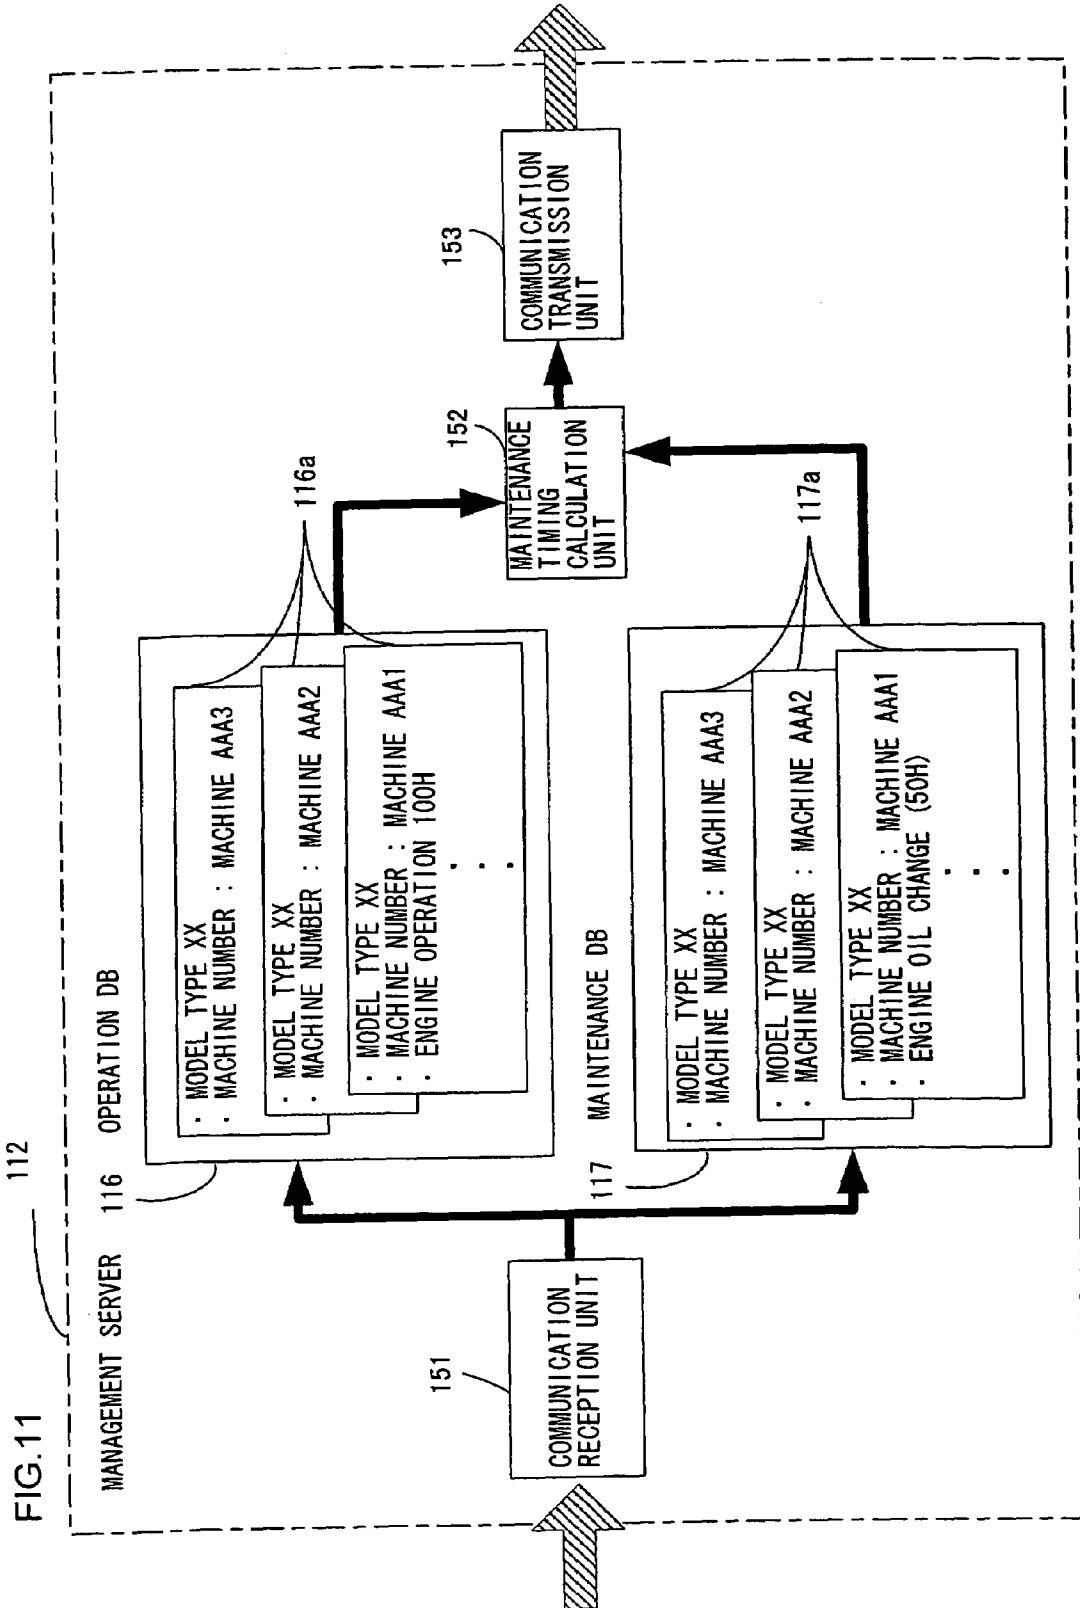 FIG.11
112
MANAGEMENT SERVER
116
OPERATION DB
· MODEL TYPE XX
· MACHINE NUMBER : MACHINE AAA3
· MODEL TYPE XX
· MACHINE NUMBER : MACHINE AAA2
· MODEL TYPE XX
· MACHINE NUMBER : MACHINE AAA1
· ENGINE OPERATION 100H
116a
151
COMMUNICATION
RECEPTION UNIT
152
MAINTENANCE
TIMING
CALCULATION
UNIT
153
COMMUNICATION
TRANSMISSION
UNIT
117
MAINTENANCE DB
· MODEL TYPE XX
· MACHINE NUMBER : MACHINE AAA3
· MODEL TYPE XX
· MACHINE NUMBER : MACHINE AAA2
· MODEL TYPE XX
· MACHINE NUMBER : MACHINE AAA1
· ENGINE OIL CHANGE (50H)
117a